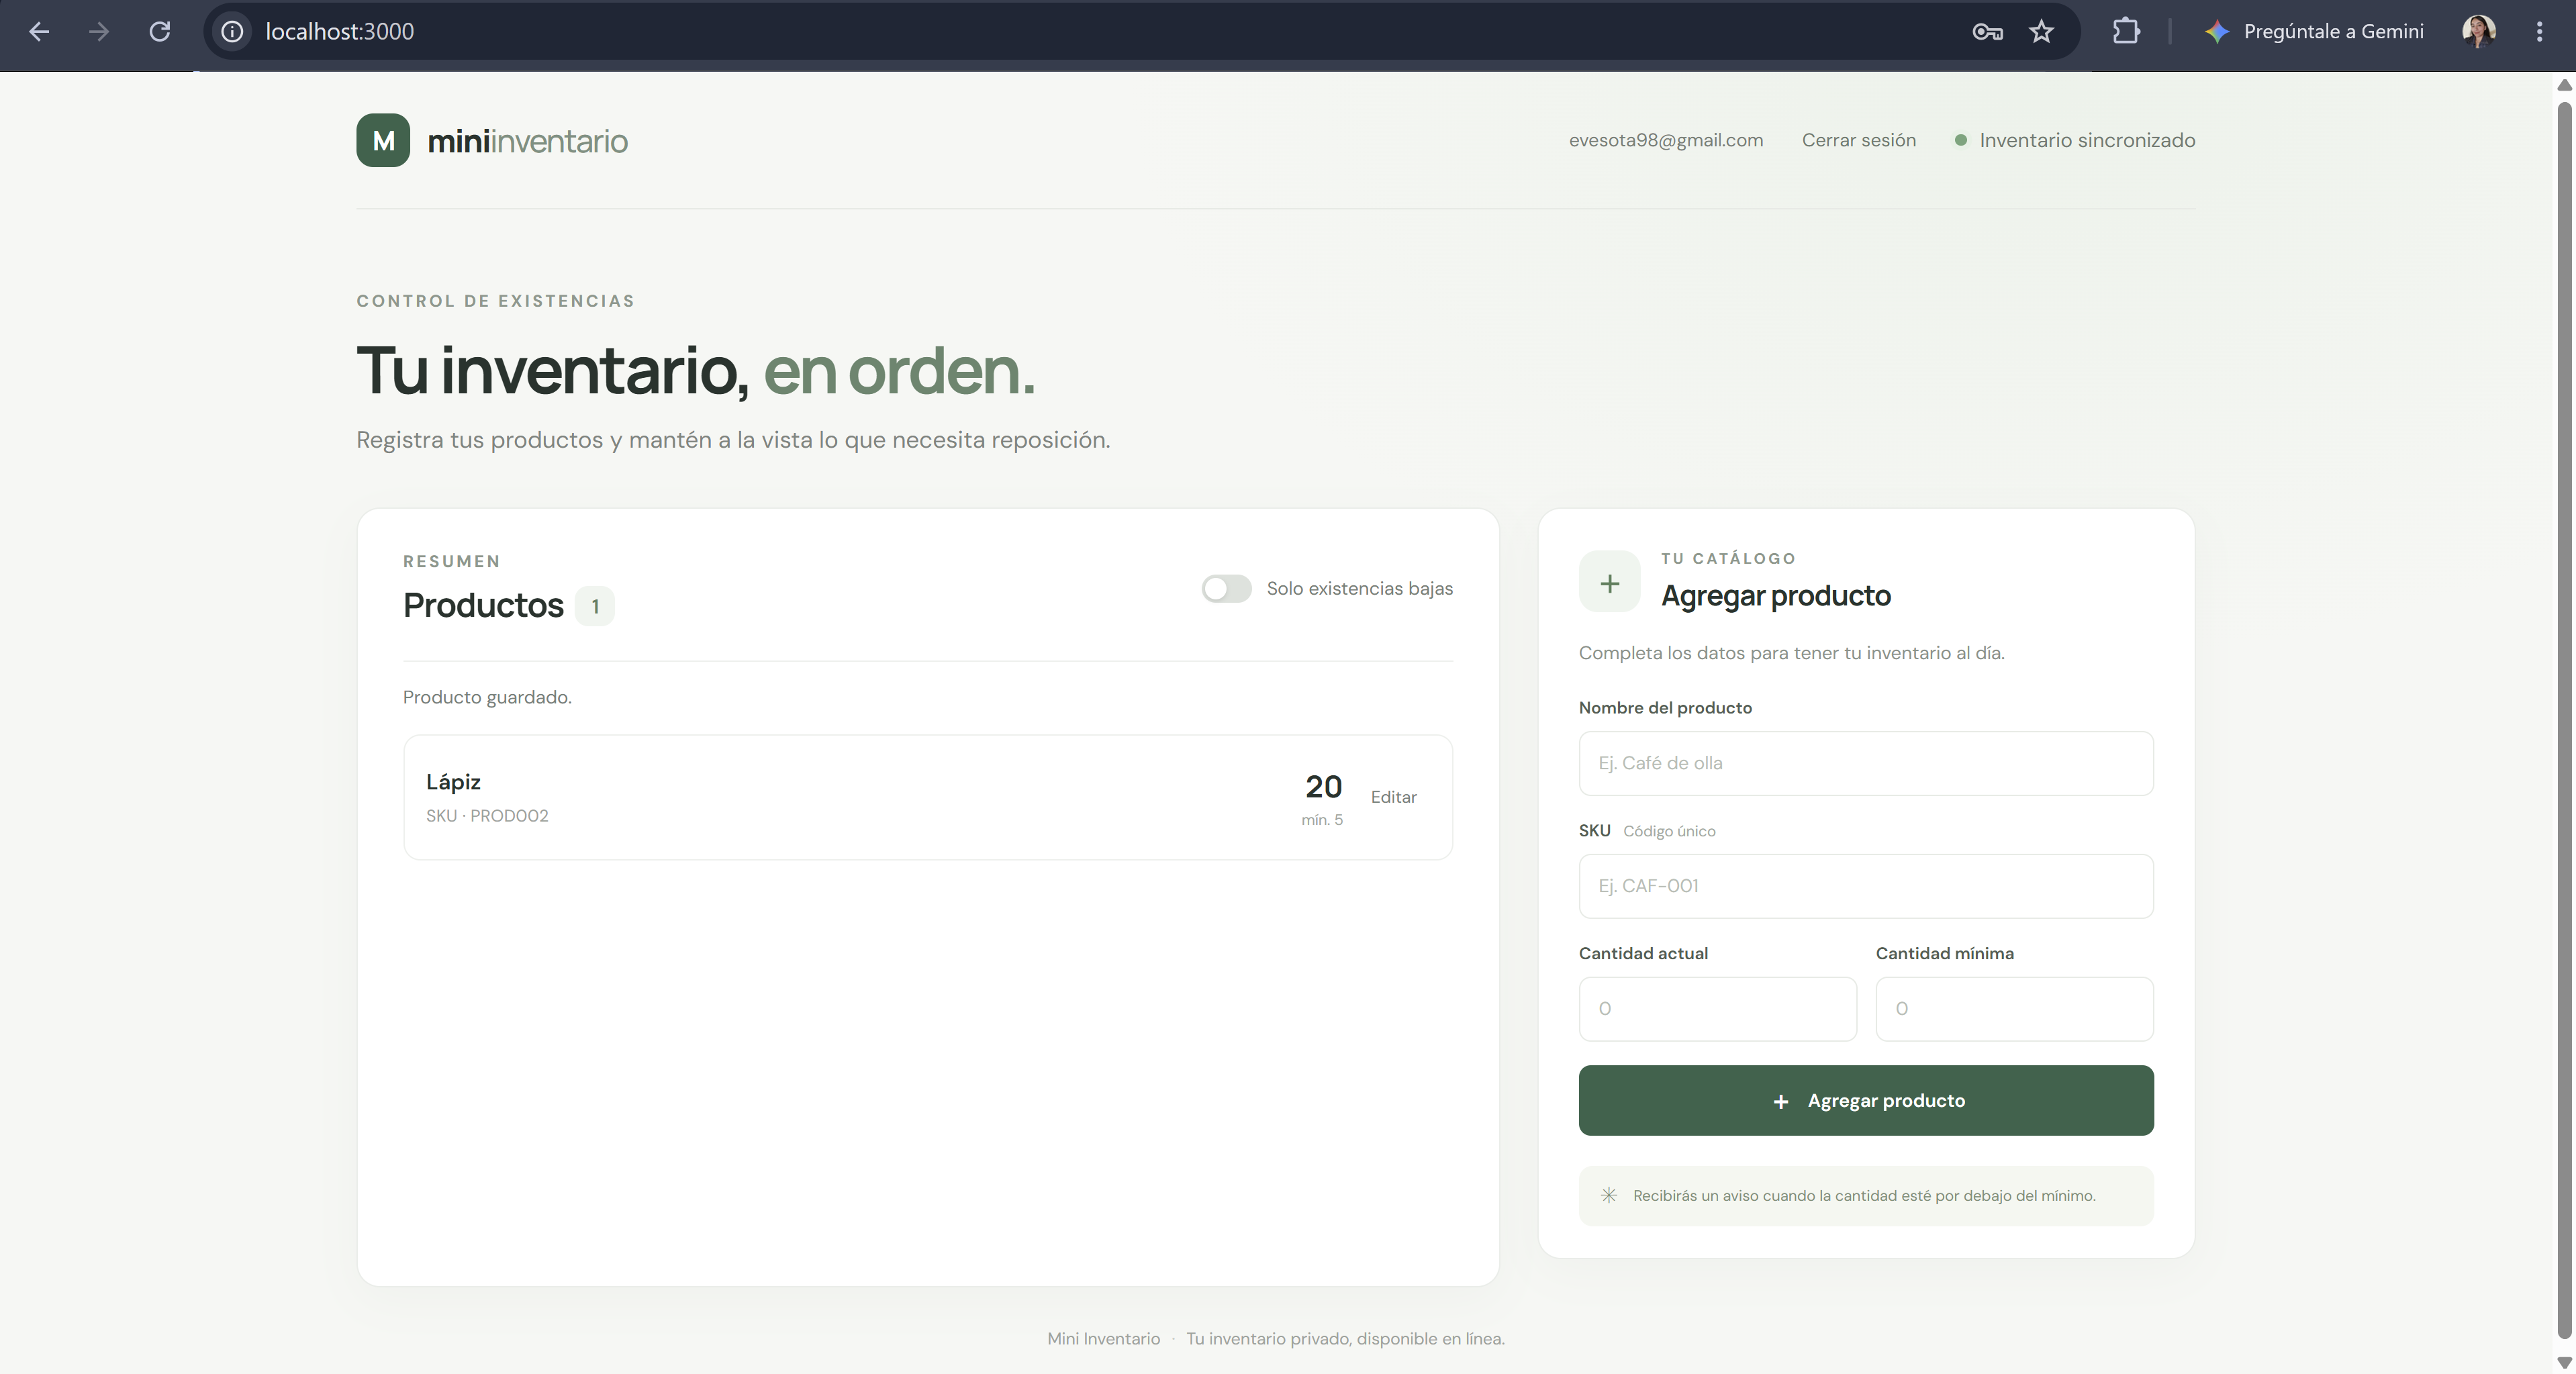 localhost:3000
Pregúntale a Gemini
M
miniinventario
evesota98@gmail.com
Cerrar sesión
Inventario sincronizado
CONTROL DE EXISTENCIAS
Tu inventario, en orden.
Registra tus productos y mantén a la vista lo que necesita reposición.
RESUMEN
Productos 1
Solo existencias bajas
Producto guardado.
Lápiz
SKU · PROD002
20
mín. 5
Editar
+
TU CATÁLOGO
Agregar producto
Completa los datos para tener tu inventario al día.
Nombre del producto
Ej. Café de olla
SKU Código único
Ej. CAF-001
Cantidad actual
0
Cantidad mínima
0
+ Agregar producto
Recibirás un aviso cuando la cantidad esté por debajo del mínimo.
Mini Inventario · Tu inventario privado, disponible en línea.